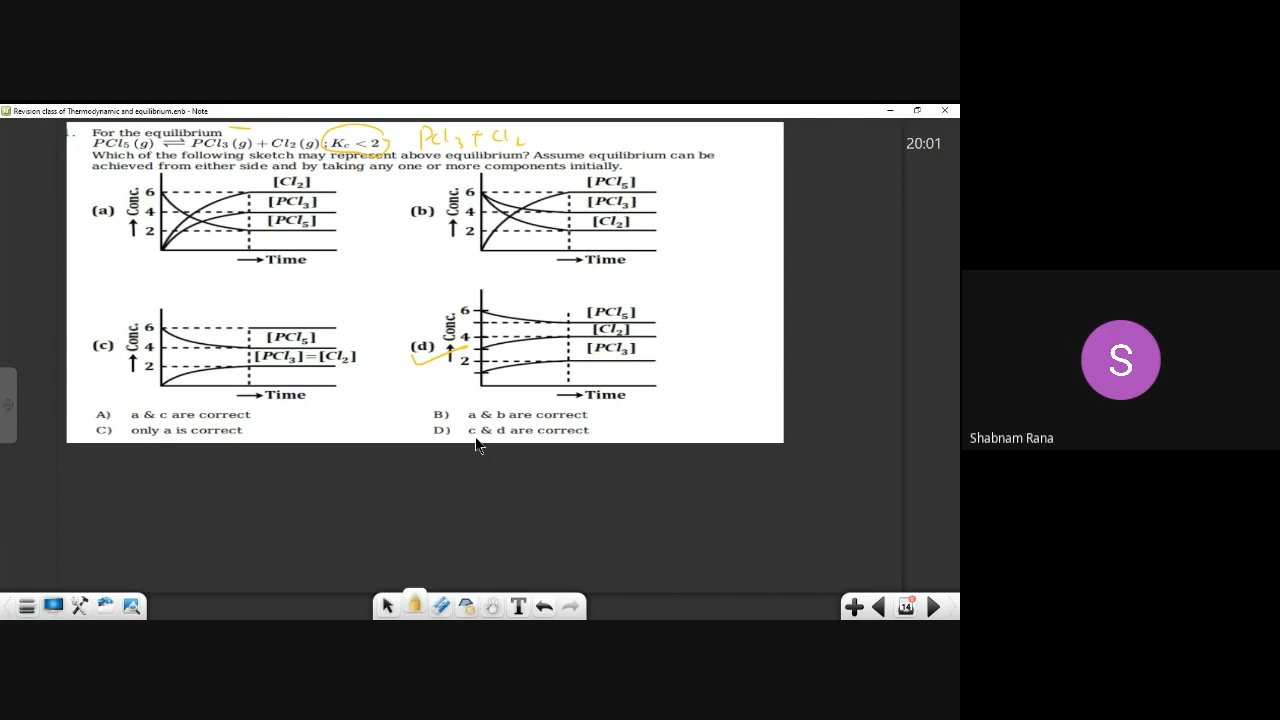 Revision class of Thermodynamic and equilibrium.enb - Note
1. For the equilibrium
PCl₅ (g) ⇌ PCl₃ (g) + Cl₂ (g) ; K꜀ < 2
PCl₃ + Cl₂
Which of the following sketch may represent above equilibrium? Assume equilibrium can be
achieved from either side and by taking any one or more components initially.
20:01
(a) Conc. 6 4 2 [Cl₂] [PCl₃] [PCl₅]
Time
(b) Conc. 6 4 2 [PCl₅] [PCl₃] [Cl₂]
Time
(c) Conc. 6 4 2 [PCl₅] [PCl₃]=[Cl₂]
Time
(d) Conc. 6 4 2 [PCl₅] [Cl₂] [PCl₃]
Time
A) a & c are correct
B) a & b are correct
C) only a is correct
D) c & d are correct
S
Shabnam Rana
T
14